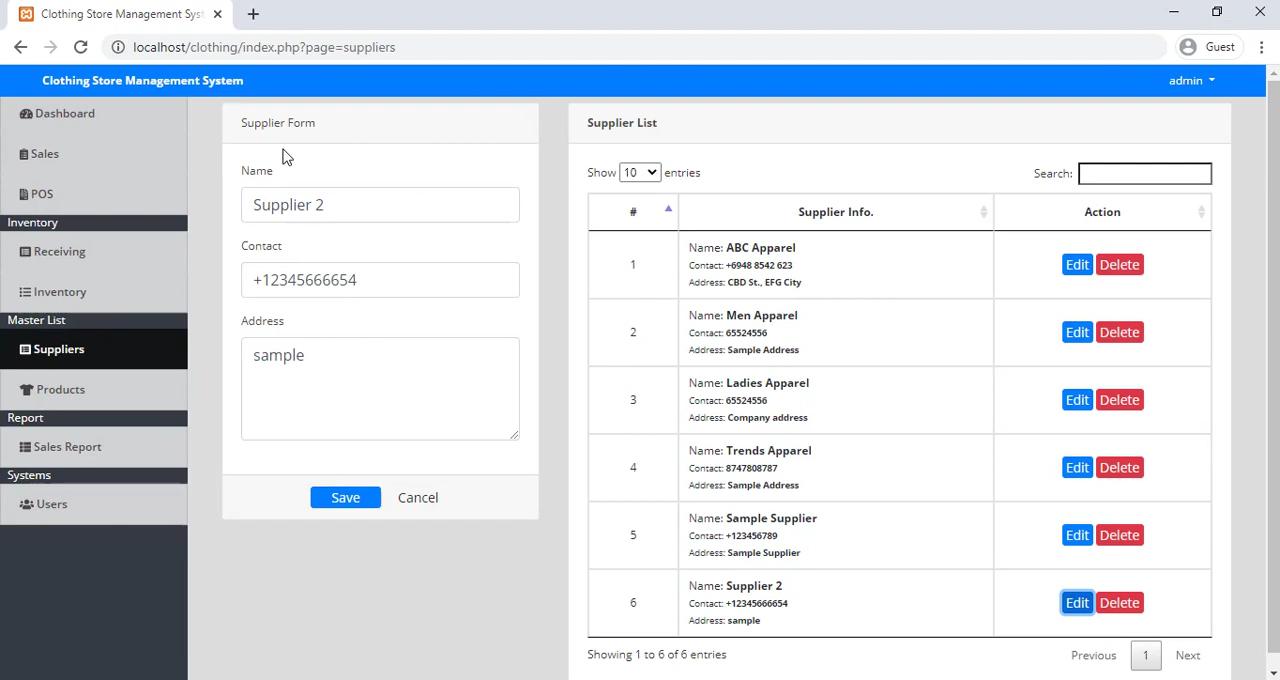 Clothing Store Management Syst
localhost/clothing/index.php?page=suppliers
Guest
Clothing Store Management System
admin
Dashboard
Sales
POS
Inventory
Receiving
Inventory
Master List
Suppliers
Products
Report
Sales Report
Systems
Users
Supplier Form
Name
Supplier 2
Contact
+12345666654
Address
sample
Save Cancel
Supplier List
Show 10 entries
Search:
# Supplier Info. Action
1
Name: ABC Apparel
Contact: +6948 8542 623
Address: CBD St., EFG City
Edit Delete
2
Name: Men Apparel
Contact: 65524556
Address: Sample Address
Edit Delete
3
Name: Ladies Apparel
Contact: 65524556
Address: Company address
Edit Delete
4
Name: Trends Apparel
Contact: 8747808787
Address: Sample Address
Edit Delete
5
Name: Sample Supplier
Contact: +123456789
Address: Sample Supplier
Edit Delete
6
Name: Supplier 2
Contact: +12345666654
Address: sample
Edit Delete
Showing 1 to 6 of 6 entries
Previous 1 Next